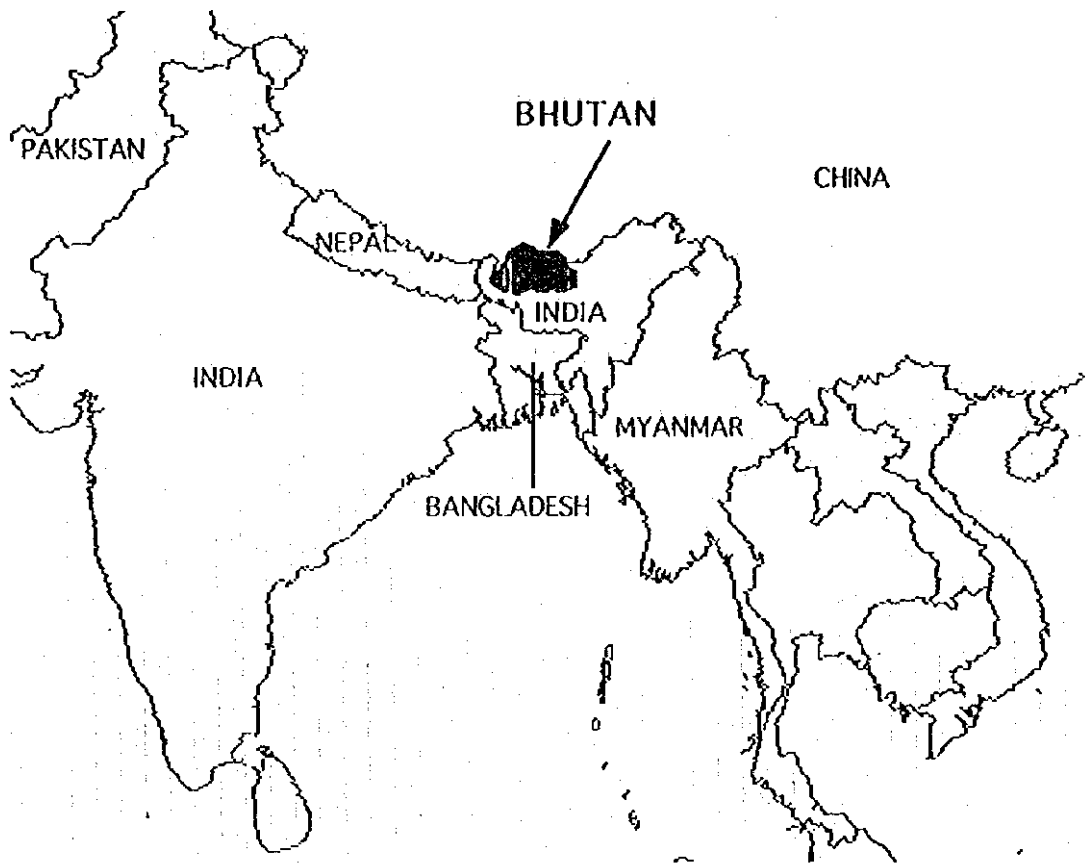 BHUTAN
PAKISTAN
CHINA
NEPAL
INDIA
INDIA
MYANMAR
BANGLADESH